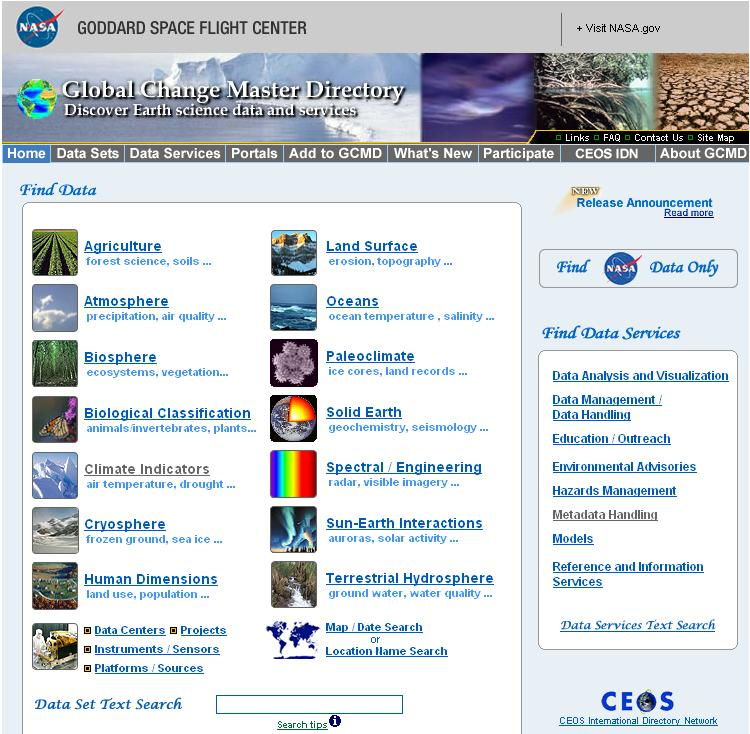 NASA
GODDARD SPACE FLIGHT CENTER
+ Visit NASA.gov
Global Change Master Directory
Discover Earth science data and services
Links FAQ Contact Us Site Map
Home Data Sets Data Services Portals Add to GCMD What's New Participate CEOS IDN About GCMD
Find Data
Agriculture
forest science, soils ...
Atmosphere
precipitation, air quality ...
Biosphere
ecosystems, vegetation...
Biological Classification
animals/invertebrates, plants...
Climate Indicators
air temperature, drought ...
Cryosphere
frozen ground, sea ice ...
Human Dimensions
land use, population ...
Data Centers Projects
Instruments / Sensors
Platforms / Sources
Land Surface
erosion, topography ...
Oceans
ocean temperature , salinity ...
Paleoclimate
ice cores, land records ...
Solid Earth
geochemistry, seismology ...
Spectral / Engineering
radar, visible imagery ...
Sun-Earth Interactions
auroras, solar activity ...
Terrestrial Hydrosphere
ground water, water quality ...
Map / Date Search
or
Location Name Search
Data Set Text Search
Search tips i
NEW
Release Announcement
Read more
Find NASA Data Only
Find Data Services
Data Analysis and Visualization
Data Management /
Data Handling
Education / Outreach
Environmental Advisories
Hazards Management
Metadata Handling
Models
Reference and Information
Services
Data Services Text Search
CEOS
CEOS International Directory Network